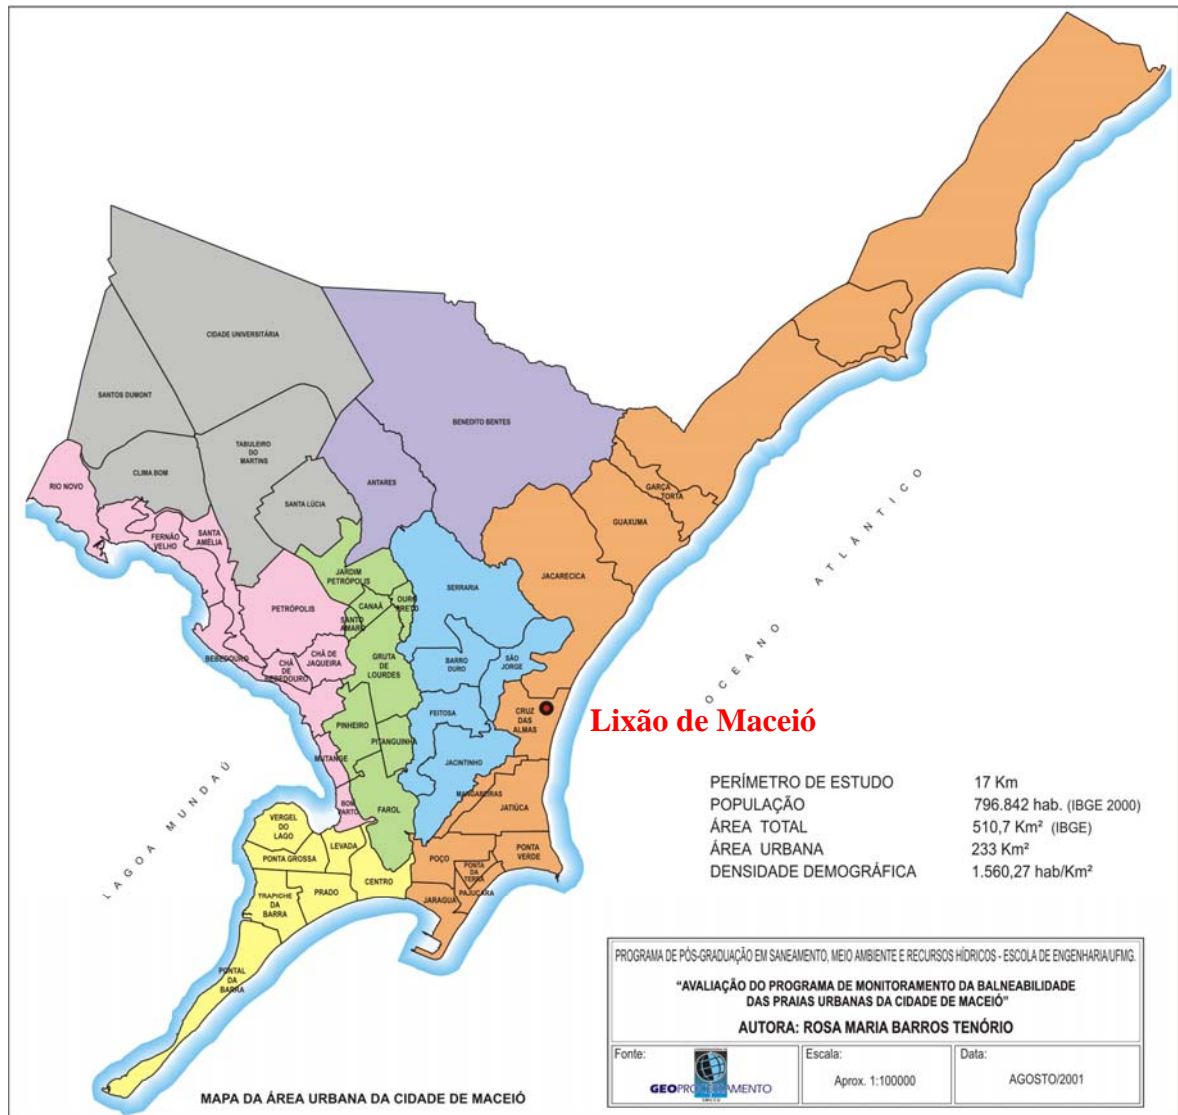 CIDADE UNIVERSITÁRIA
SANTOS DUMONT
BENEDITO BENTES
TABULEIRO
DO
MARTINS
CLIMA BOM
RIO NOVO
ANTARES
SANTA LÚCIA
GARÇA
TORTA
GUAXUMA
FERNÃO
VELHO
SANTA
AMÉLIA
JARDIM
PETRÓPOLIS
SERRARIA
JACARECICA
PETRÓPOLIS
CANAÃ
OURO
PRETO
SANTO
AMARO
BEBEDOURO
CHÃ
DE
BEBEDOURO
CHÃ DE
JAQUEIRA
GRUTA
DE
LOURDES
BARRO
DURO
SÃO
JORGE
OCEANO ATLÂNTICO
FEITOSA
CRUZ
DAS
ALMAS
Lixão de Maceió
PINHEIRO
PITANGUINHA
MUTANGE
JACINTINHO
LAGOA MUNDAÚ
MANGABEIRAS
JATIÚCA
BOM
PARTO
FAROL
VERGEL
DO
LAGO
LEVADA
PONTA GROSSA
POÇO
PONTA
VERDE
PONTA
DA
TERRA
CENTRO
PRADO
TRAPICHE
DA
BARRA
JARAGUÁ
PAJUÇARA
PONTAL
DA
BARRA
PERÍMETRO DE ESTUDO 17 Km
POPULAÇÃO 796.842 hab. (IBGE 2000)
ÁREA TOTAL 510,7 Km² (IBGE)
ÁREA URBANA 233 Km²
DENSIDADE DEMOGRÁFICA 1.560,27 hab/Km²
PROGRAMA DE PÓS-GRADUAÇÃO EM SANEAMENTO, MEIO AMBIENTE E RECURSOS HÍDRICOS - ESCOLA DE ENGENHARIA/UFMG.
“AVALIAÇÃO DO PROGRAMA DE MONITORAMENTO DA BALNEABILIDADE
DAS PRAIAS URBANAS DA CIDADE DE MACEIÓ”
AUTORA: ROSA MARIA BARROS TENÓRIO
Fonte:
GEOPROCESSAMENTO
Escala:
Aprox. 1:100000
Data:
AGOSTO/2001
MAPA DA ÁREA URBANA DA CIDADE DE MACEIÓ